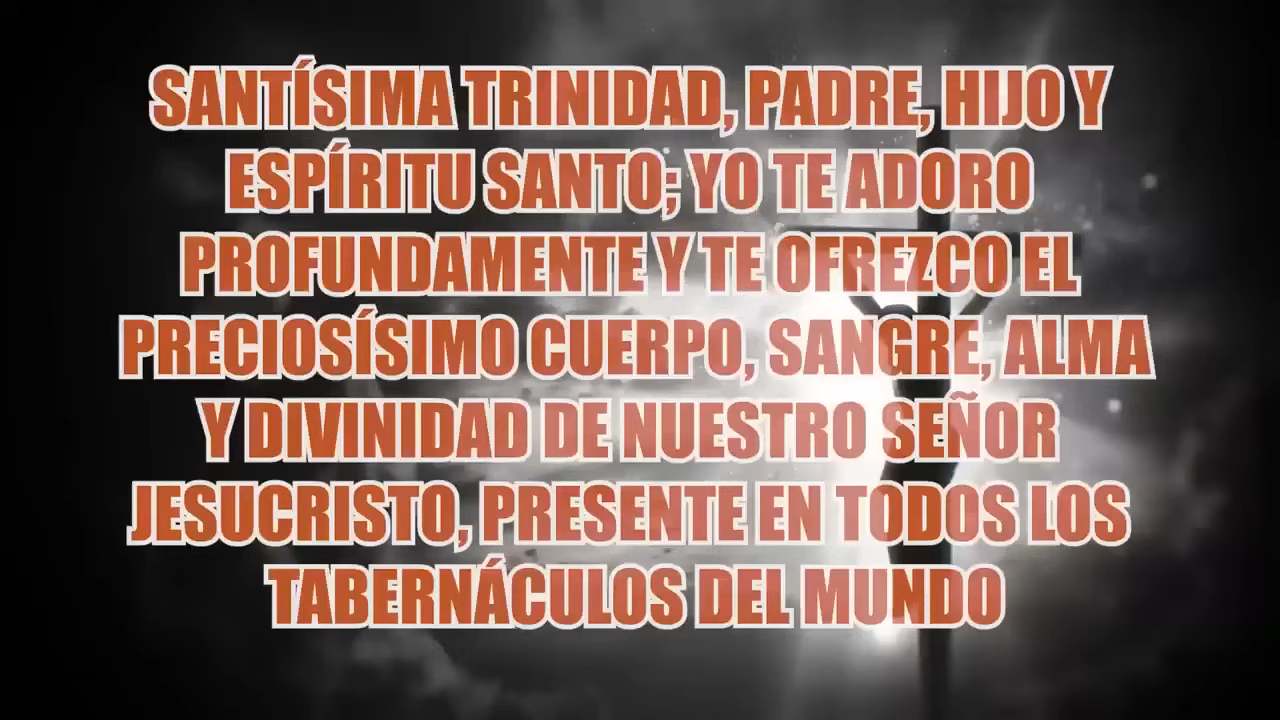 SANTÍSIMA TRINIDAD, PADRE, HIJO Y
ESPÍRITU SANTO; YO TE ADORO
PROFUNDAMENTE Y TE OFREZCO EL
PRECIOSÍSIMO CUERPO, SANGRE, ALMA
Y DIVINIDAD DE NUESTRO SEÑOR
JESUCRISTO, PRESENTE EN TODOS LOS
TABERNÁCULOS DEL MUNDO